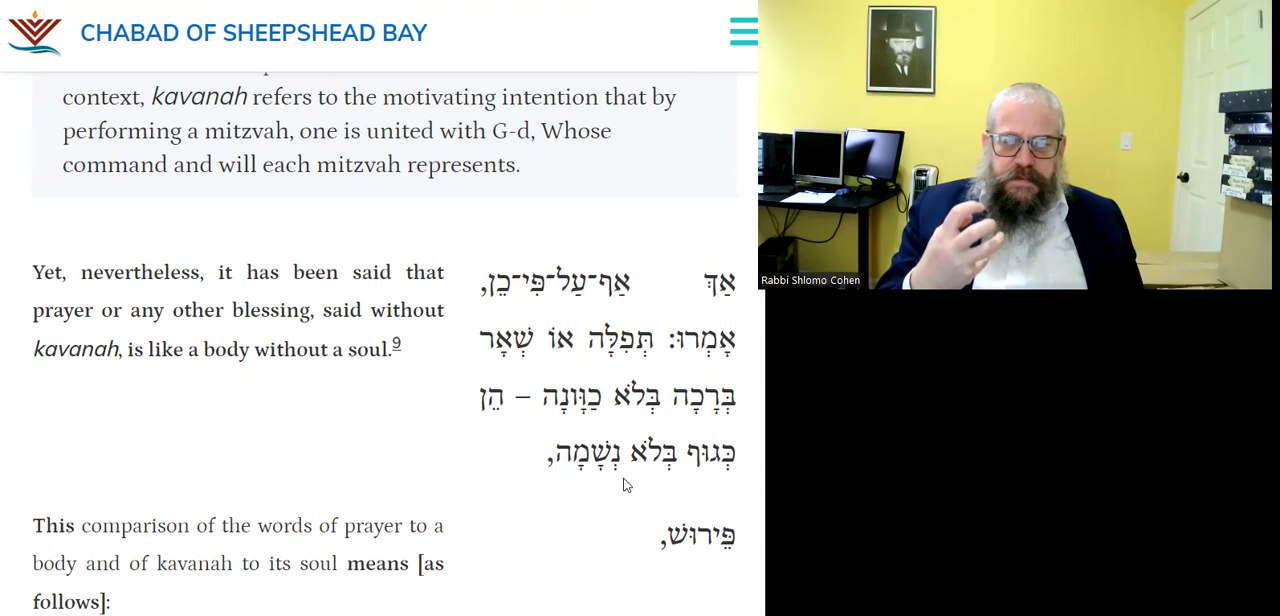 CHABAD OF SHEEPSHEAD BAY
context, kavanah refers to the motivating intention that by
performing a mitzvah, one is united with G-d, Whose
command and will each mitzvah represents.
Yet, nevertheless, it has been said that
prayer or any other blessing, said without
kavanah, is like a body without a soul.9
אַךְ אַף־עַל־פִּי־כֵן,
אָמְרוּ: תְּפִלָּה אוֹ שְׁאָר
בְּרָכָה בְּלֹא כַוָּונָה – הֵן
כְּגוּף בְּלֹא נְשָׁמָה,
This comparison of the words of prayer to a
body and of kavanah to its soul means [as
follows]:
פֵּירוּשׁ,
Rabbi Shlomo Cohen